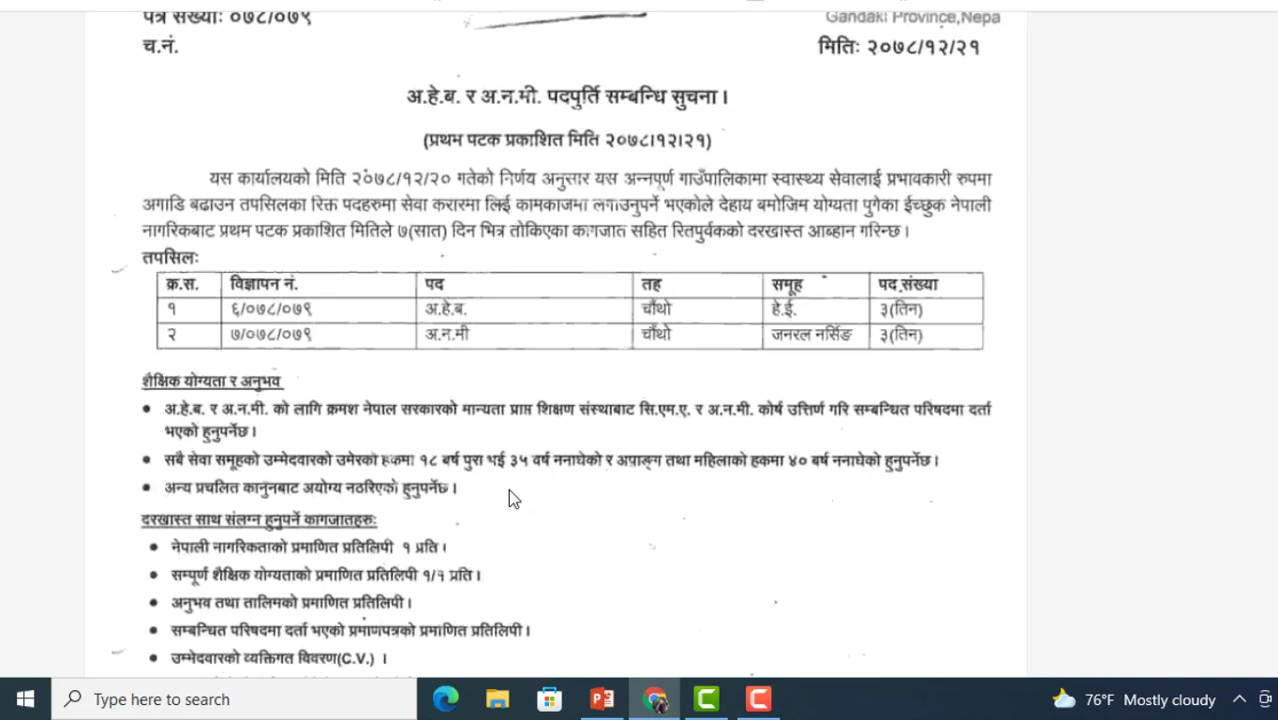 पत्र संख्याः ०७८/०७९
Gandaki Province,Nepa
च.नं.
मितिः २०७८/१२/२१
अ.हे.ब. र अ.न.मी. पदपुर्ति सम्बन्धि सुचना ।
(प्रथम पटक प्रकाशित मिति २०७८।१२।२१)
यस कार्यालयको मिति २०७८/१२/२० गतेको निर्णय अनुसार यस अन्नपूर्ण गाउँपालिकामा स्वास्थ्य सेवालाई प्रभावकारी रुपमा
अगाडि बढाउन तपसिलका रिक्त पदहरुमा सेवा करारमा लिई कामकाजमा लगाउनुपर्ने भएकोले देहाय बमोजिम योग्यता पुगेका ईच्छुक नेपाली
नागरिकबाट प्रथम पटक प्रकाशित मितिले ७(सात) दिन भित्र तोकिएका कागजात सहित रितपुर्वकको दरखास्त आब्हान गरिन्छ ।
तपसिलः
क्र.स. विज्ञापन नं. पद तह समूह पद संख्या
१ ६/०७८/०७९ अ.हे.ब. चौंथो हे.ई. ३(तिन)
२ ७/०७८/०७९ अ.न.मी चौंथो जनरल नर्सिङ ३(तिन)
शैक्षिक योग्यता र अनुभव
● अ.हे.ब. र अ.न.मी. को लागि क्रमश नेपाल सरकारको मान्यता प्राप्त शिक्षण संस्थाबाट सि.एम.ए. र अ.न.मी. कोर्ष उत्तिर्ण गरि सम्बन्धित परिषदमा दर्ता
भएको हुनुपर्नेछ ।
● सबै सेवा समूहको उम्मेदवारको उमेरको हकमा १८ बर्ष पुरा भई ३५ वर्ष ननाघेको र अपाङ्ग तथा महिलाको हकमा ४० बर्ष ननाघेको हुनुपर्नेछ ।
● अन्य प्रचलित कानुनबाट अयोग्य नठरिएको हुनुपर्नेछ ।
दरखास्त साथ संलग्न हुनुपर्ने कागजातहरुः
● नेपाली नागरिकताको प्रमाणित प्रतिलिपी १ प्रति ।
● सम्पूर्ण शैक्षिक योग्यताको प्रमाणित प्रतिलिपी १/१ प्रति ।
● अनुभव तथा तालिमको प्रमाणित प्रतिलिपी ।
● सम्बन्धित परिषदमा दर्ता भएको प्रमाणपत्रको प्रमाणित प्रतिलिपी ।
● उम्मेदवारको व्यक्तिगत विवरण(C.V.) ।
Type here to search
76°F Mostly cloudy